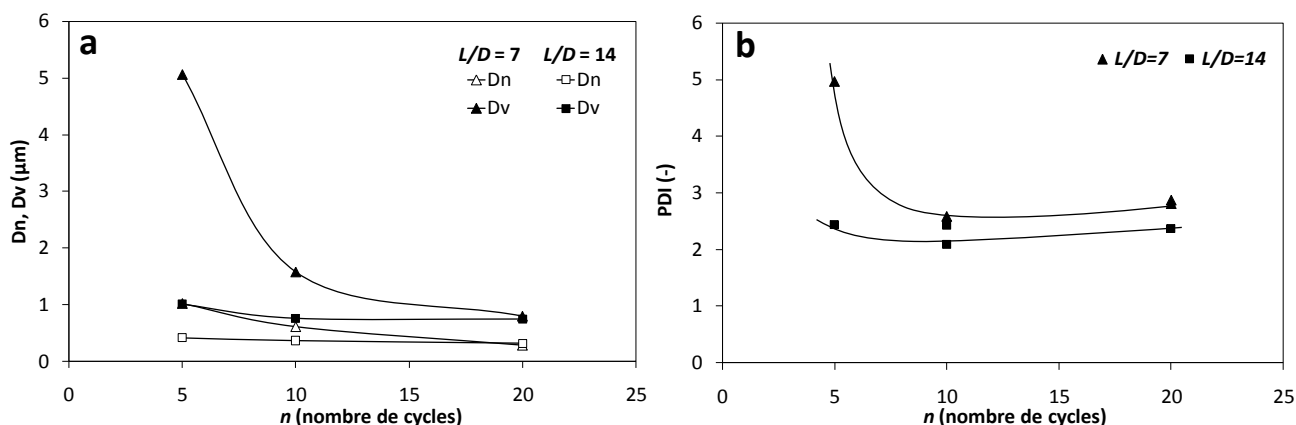 a
L/D = 7 L/D = 14
Dn Dn
Dv Dv
Dn, Dv (μm)
6
5
4
3
2
1
0
0 5 10 15 20 25
n (nombre de cycles)
b
L/D=7 L/D=14
PDI (-)
6
5
4
3
2
1
0
0 5 10 15 20 25
n (nombre de cycles)